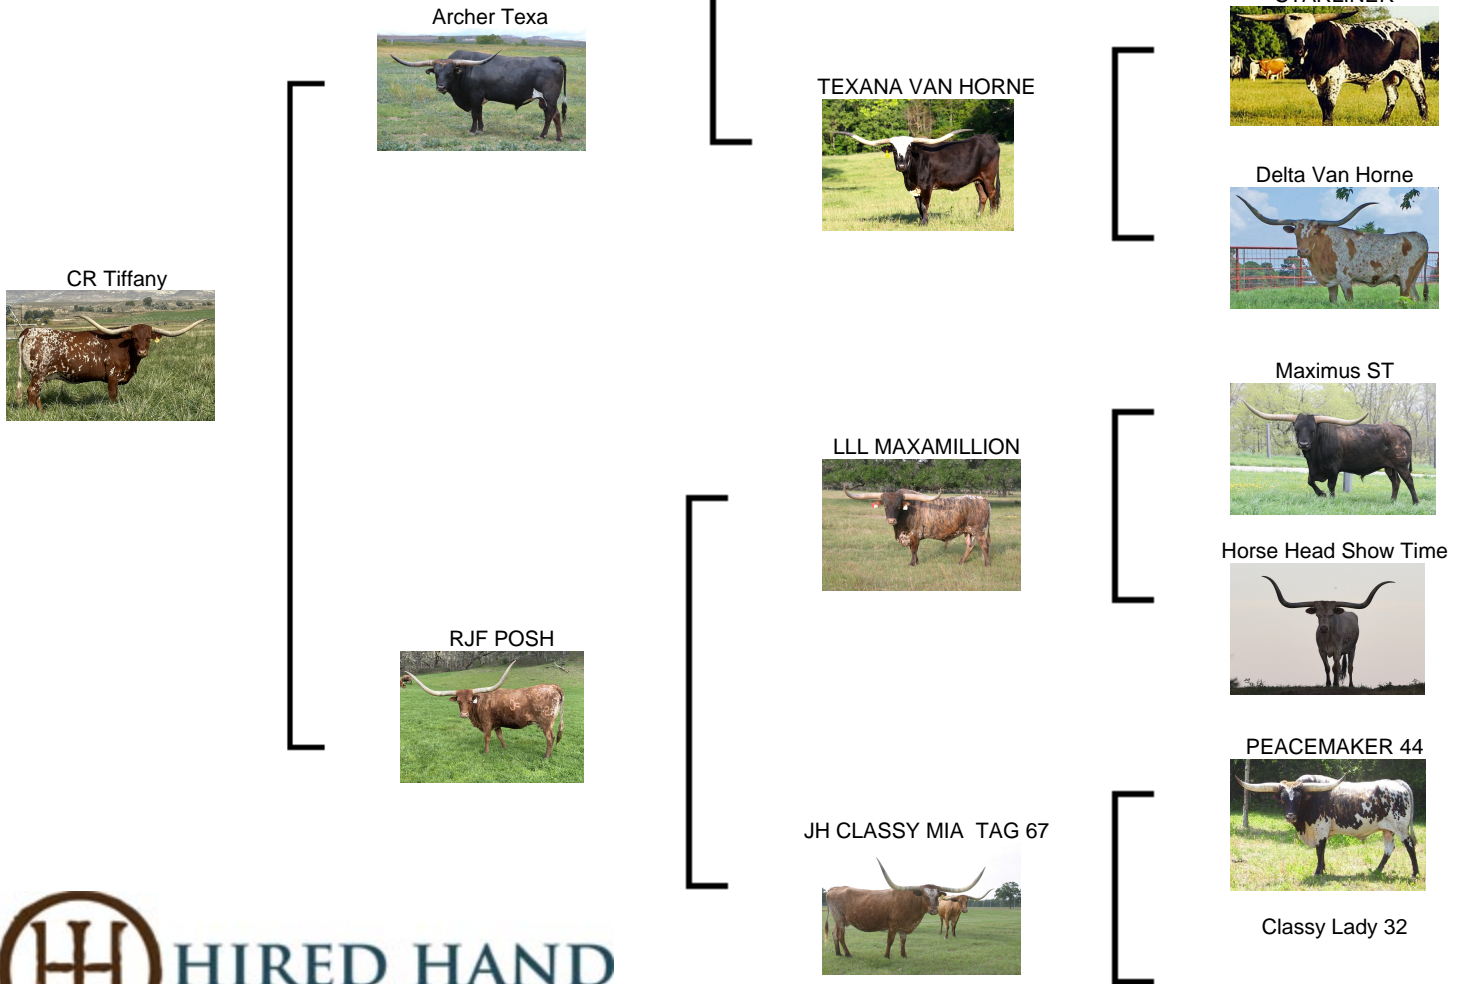 Archer Texa
TEXANA VAN HORNE
Delta Van Horne
CR Tiffany
Maximus ST
LLL MAXAMILLION
Horse Head Show Time
RJF POSH
PEACEMAKER 44
JH CLASSY MIA  TAG 67
Classy Lady 32
HIRED HAND